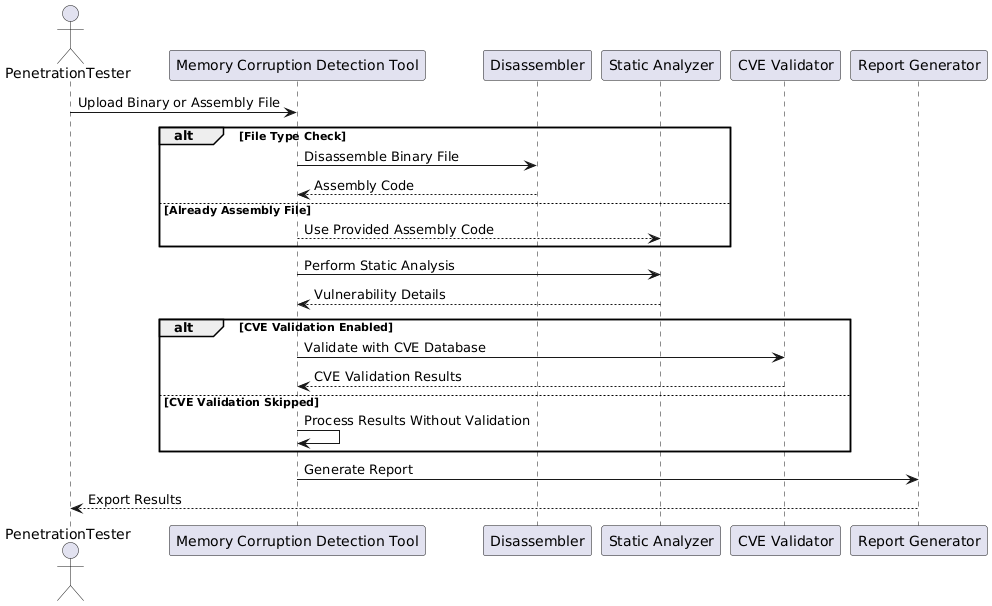 PenetrationTester
Memory Corruption Detection Tool
Disassembler
Static Analyzer
CVE Validator
Report Generator
Upload Binary or Assembly File
alt
[File Type Check]
Disassemble Binary File
Assembly Code
[Already Assembly File]
Use Provided Assembly Code
Perform Static Analysis
Vulnerability Details
alt
[CVE Validation Enabled]
Validate with CVE Database
CVE Validation Results
[CVE Validation Skipped]
Process Results Without Validation
Generate Report
Export Results
PenetrationTester
Memory Corruption Detection Tool
Disassembler
Static Analyzer
CVE Validator
Report Generator